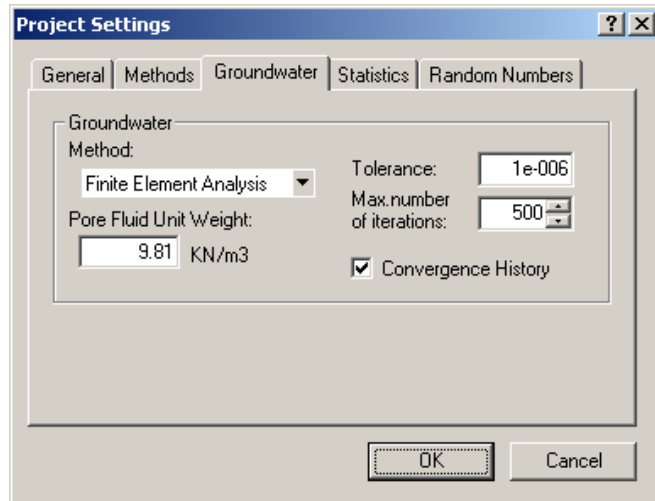 Project Settings
General Methods Groundwater Statistics Random Numbers
Groundwater
Method:
Finite Element Analysis
Pore Fluid Unit Weight:
9.81 KN/m3
Tolerance: 1e-006
Max.number
of iterations: 500
Convergence History
OK Cancel